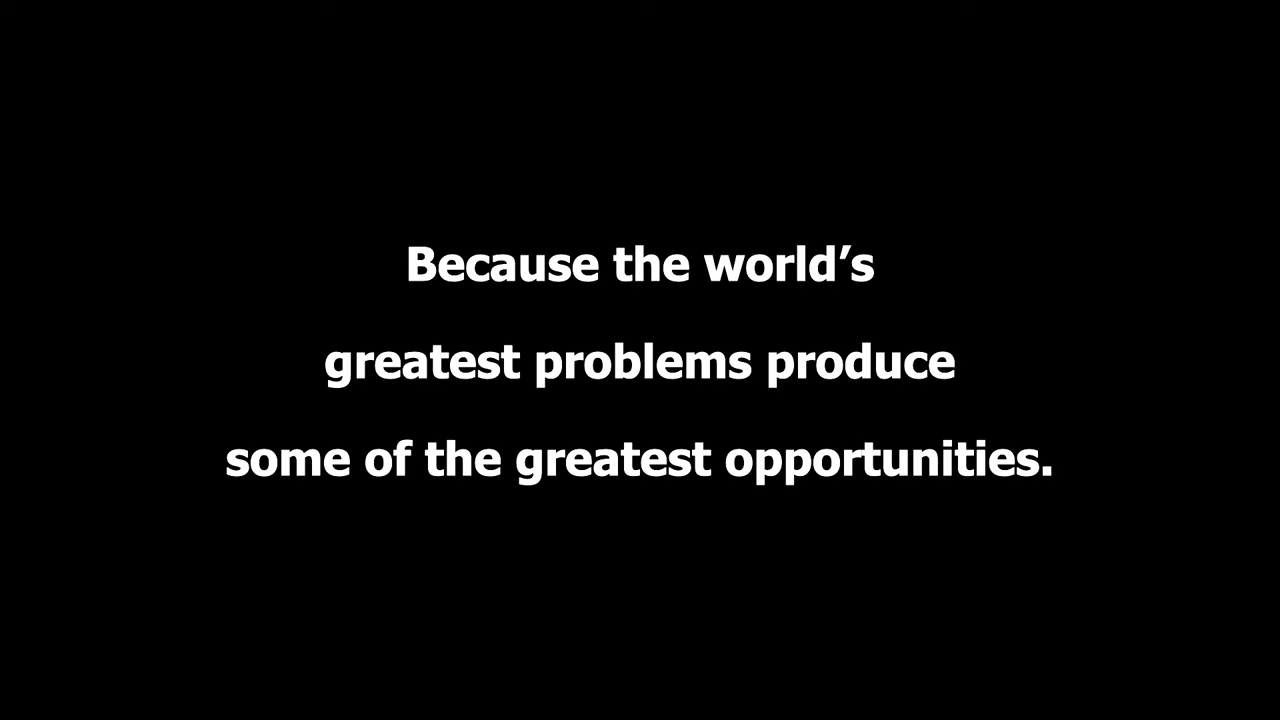 Because the world’s
greatest problems produce
some of the greatest opportunities.